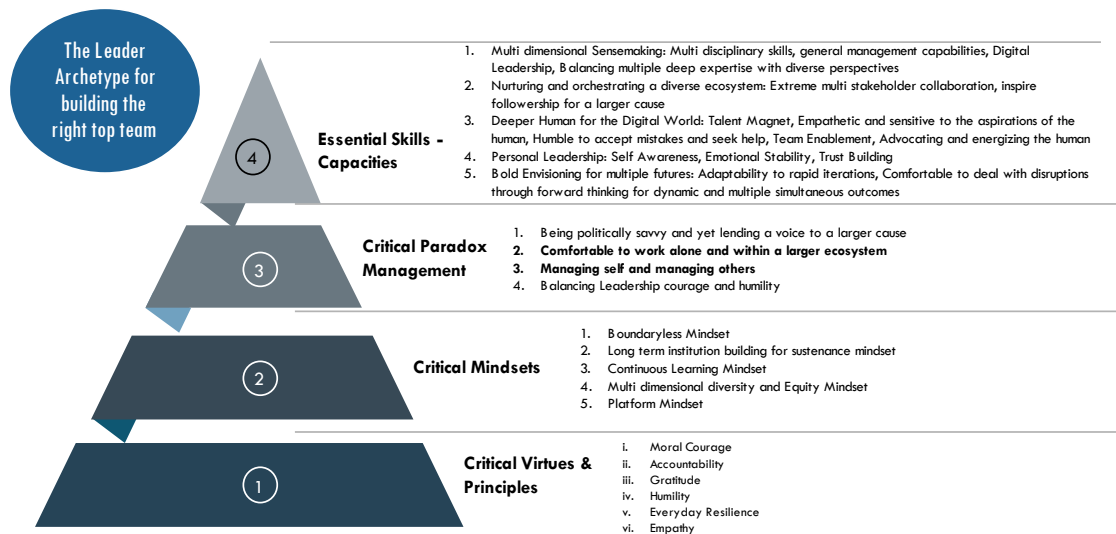 The Leader
Archetype for
building the
right top team
4
Essential Skills -
Capacities
1. Multi dimensional Sensemaking: Multi disciplinary skills, general management capabilities, Digital
Leadership, Balancing multiple deep expertise with diverse perspectives
2. Nurturing and orchestrating a diverse ecosystem: Extreme multi stakeholder collaboration, inspire
followership for a larger cause
3. Deeper Human for the Digital World: Talent Magnet, Empathetic and sensitive to the aspirations of the
human, Humble to accept mistakes and seek help, Team Enablement, Advocating and energizing the human
4. Personal Leadership: Self Awareness, Emotional Stability, Trust Building
5. Bold Envisioning for multiple futures: Adaptability to rapid iterations, Comfortable to deal with disruptions
through forward thinking for dynamic and multiple simultaneous outcomes
3
Critical Paradox
Management
1. Being politically savvy and yet lending a voice to a larger cause
2. Comfortable to work alone and within a larger ecosystem
3. Managing self and managing others
4. Balancing Leadership courage and humility
2
Critical Mindsets
1. Boundaryless Mindset
2. Long term institution building for sustenance mindset
3. Continuous Learning Mindset
4. Multi dimensional diversity and Equity Mindset
5. Platform Mindset
1
Critical Virtues &
Principles
i. Moral Courage
ii. Accountability
iii. Gratitude
iv. Humility
v. Everyday Resilience
vi. Empathy